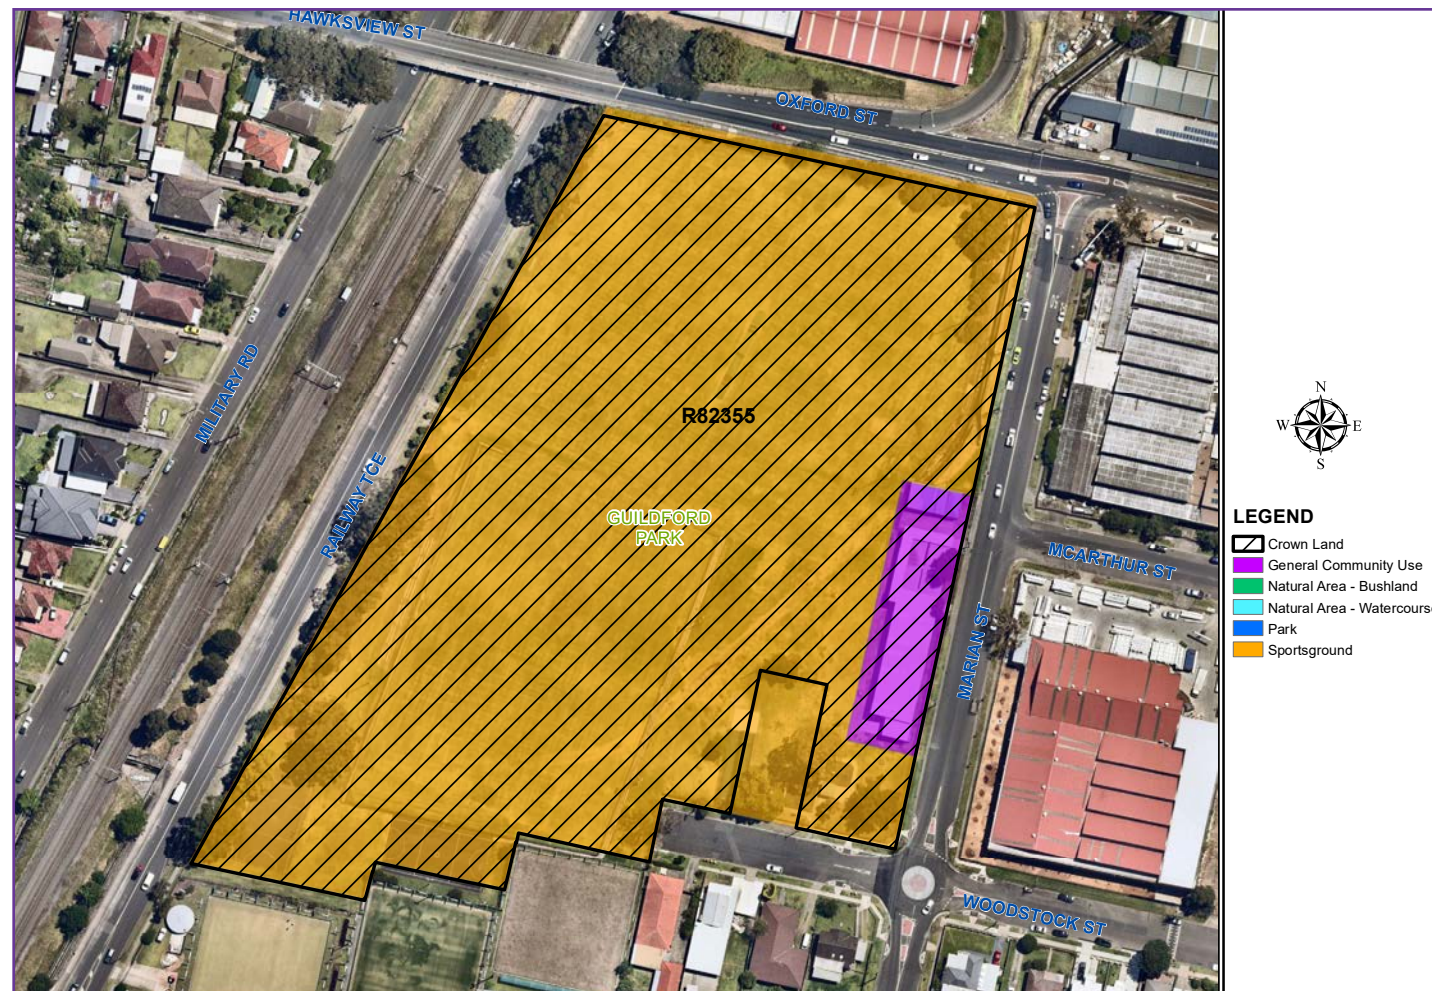 HAWKSVIEW ST
OXFORD ST
MILITARY RD
RAILWAY TCE
R82355
GUILDFORD
PARK
MCARTHUR ST
MARIAN ST
WOODSTOCK ST
N
W
E
S
LEGEND
Crown Land
General Community Use
Natural Area - Bushland
Natural Area - Watercourse
Park
Sportsground